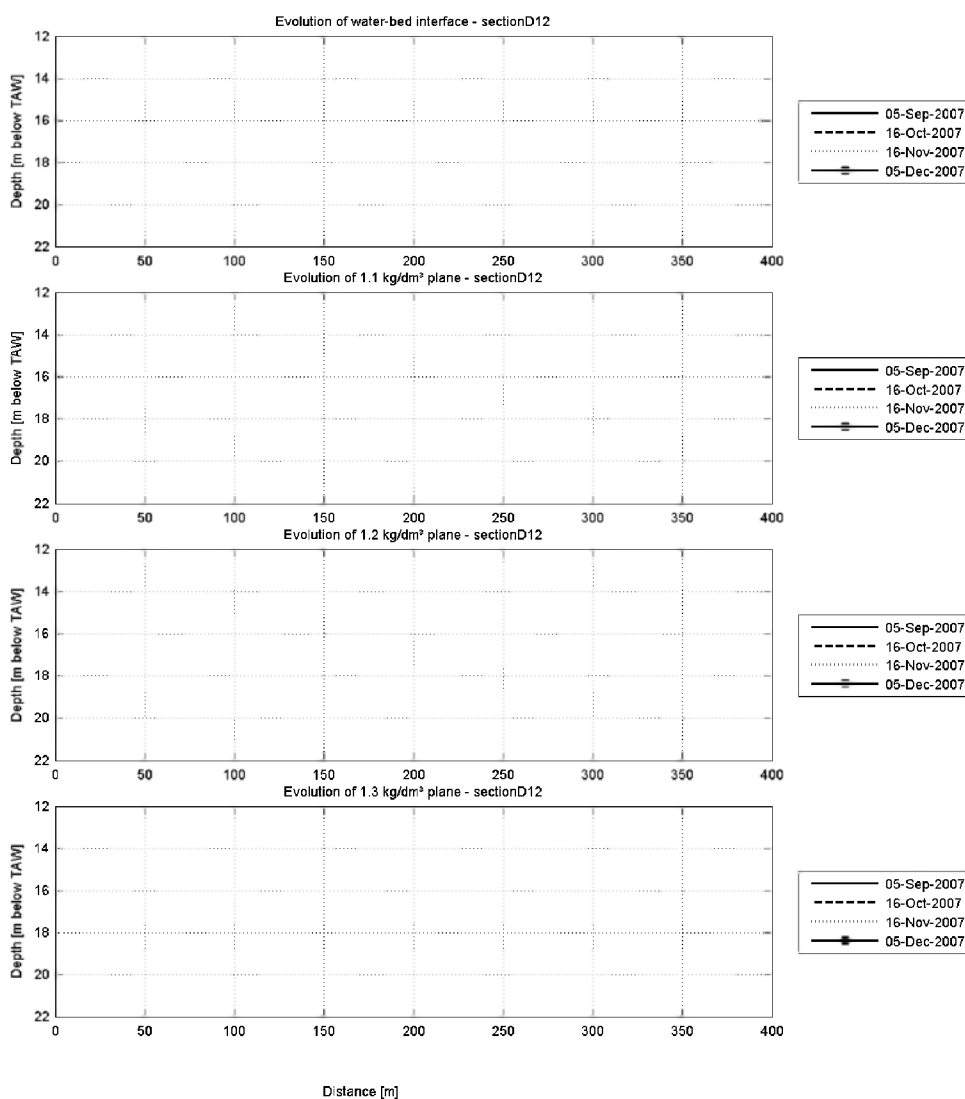 Evolution of water-bed interface - sectionD12
Depth [m below TAW]
12
14
16
18
20
22
0 50 100 150 200 250 300 350 400
05-Sep-2007
16-Oct-2007
16-Nov-2007
05-Dec-2007
Evolution of 1.1 kg/dm³ plane - sectionD12
Depth [m below TAW]
12
14
16
18
20
22
0 50 100 150 200 250 300 350 400
05-Sep-2007
16-Oct-2007
16-Nov-2007
05-Dec-2007
Evolution of 1.2 kg/dm³ plane - sectionD12
Depth [m below TAW]
12
14
16
18
20
22
0 50 100 150 200 250 300 350 400
05-Sep-2007
16-Oct-2007
16-Nov-2007
05-Dec-2007
Evolution of 1.3 kg/dm³ plane - sectionD12
Depth [m below TAW]
12
14
16
18
20
22
0 50 100 150 200 250 300 350 400
05-Sep-2007
16-Oct-2007
16-Nov-2007
05-Dec-2007
Distance [m]